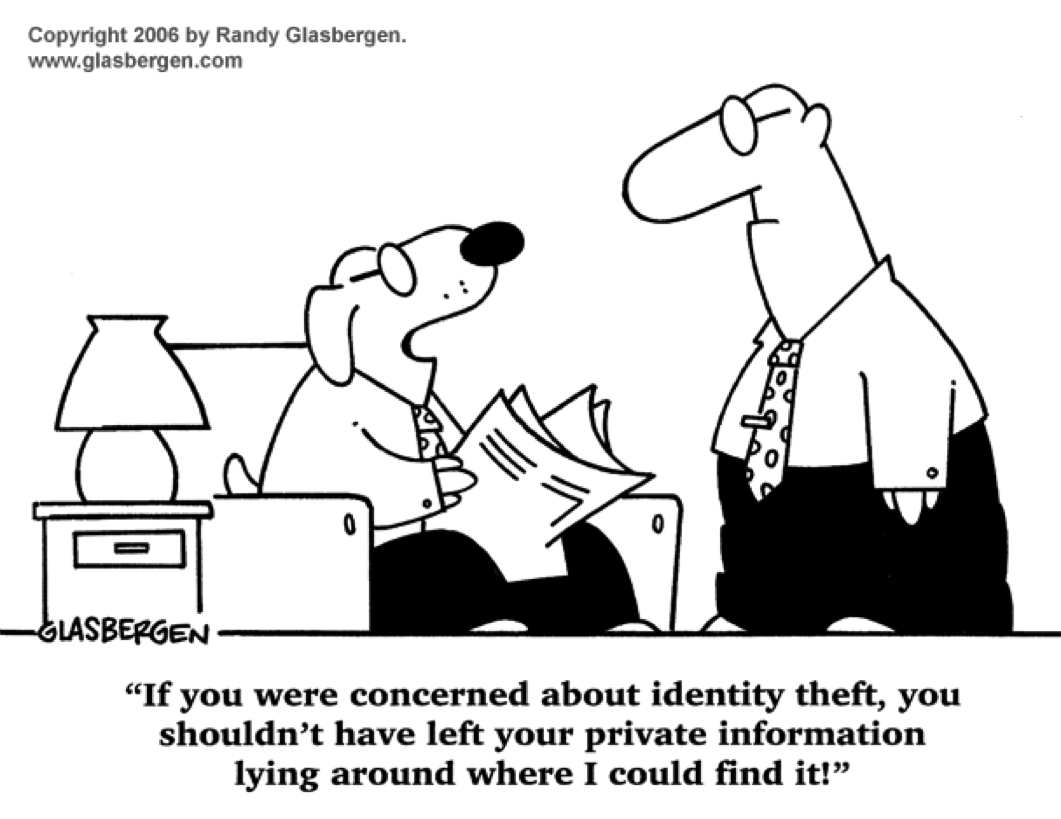 Copyright 2006 by Randy Glasbergen.
www.glasbergen.com
GLASBERGEN
“If you were concerned about identity theft, you
shouldn’t have left your private information
lying around where I could find it!”